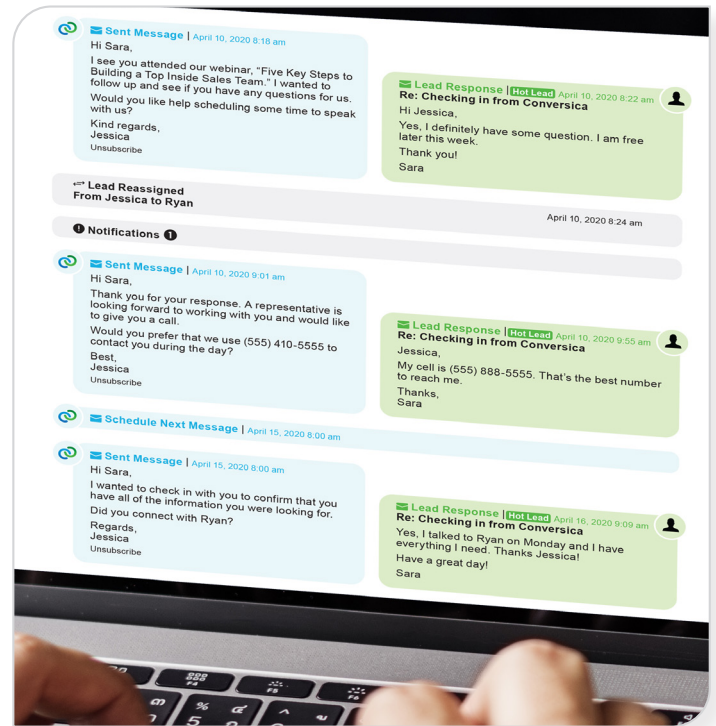 Sent Message | April 10, 2020 8:18 am
Hi Sara,
I see you attended our webinar, “Five Key Steps to
Building a Top Inside Sales Team.” I wanted to
follow up and see if you have any questions for us.
Would you like help scheduling some time to speak
with us?
Kind regards,
Jessica
Unsubscribe
Lead Response | Hot Lead April 10, 2020 8:22 am
Re: Checking in from Conversica
Hi Jessica,
Yes, I definitely have some question. I am free
later this week.
Thank you!
Sara
Lead Reassigned
From Jessica to Ryan
April 10, 2020 8:24 am
Notifications 1
Sent Message | April 10, 2020 9:01 am
Hi Sara,
Thank you for your response. A representative is
looking forward to working with you and would like
to give you a call.
Would you prefer that we use (555) 410-5555 to
contact you during the day?
Best,
Jessica
Unsubscribe
Lead Response | Hot Lead April 10, 2020 9:55 am
Re: Checking in from Conversica
Jessica,
My cell is (555) 888-5555. That’s the best number
to reach me.
Thanks,
Sara
Schedule Next Message | April 15, 2020 8:00 am
Sent Message | April 15, 2020 8:00 am
Hi Sara,
I wanted to check in with you to confirm that you
have all of the information you were looking for.
Did you connect with Ryan?
Regards,
Jessica
Unsubscribe
Lead Response | Hot Lead April 16, 2020 9:09 am
Re: Checking in from Conversica
Yes, I talked to Ryan on Monday and I have
everything I need. Thanks Jessica!
Have a great day!
Sara
F4
F5
F6
%
5
^